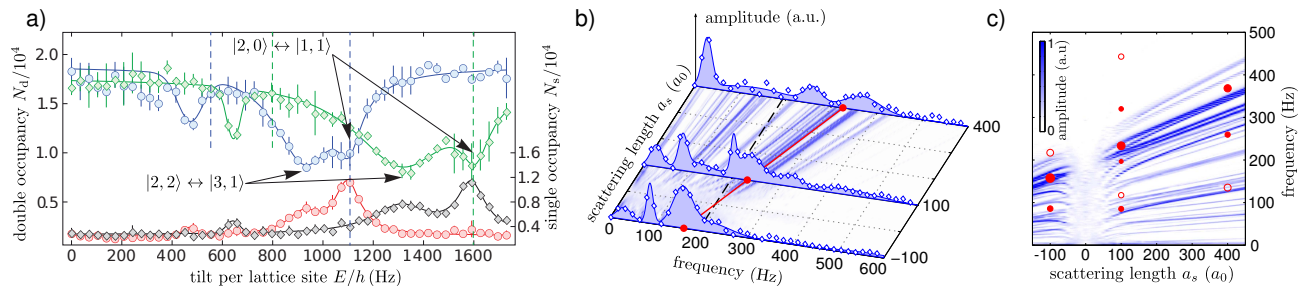 a)
double occupancy N_d/10^4
2.0
1.5
1.0
0.5
0 200 400 600 800 1000 1200 1400 1600
tilt per lattice site E/h (Hz)
|2,0⟩ ↔ |1,1⟩
|2,2⟩ ↔ |3,1⟩
1.6
1.2
0.8
0.4
single occupancy N_s/10^4
b)
amplitude (a.u.)
scattering length a_s (a_0)
400
100
−100
0 100 200 300 400 500 600
frequency
(Hz)
c)
1
0
amplitude (a.u)
500
400
300
200
100
0
frequency (Hz)
−100 0 100 200 300 400
scattering length a_s (a_0)